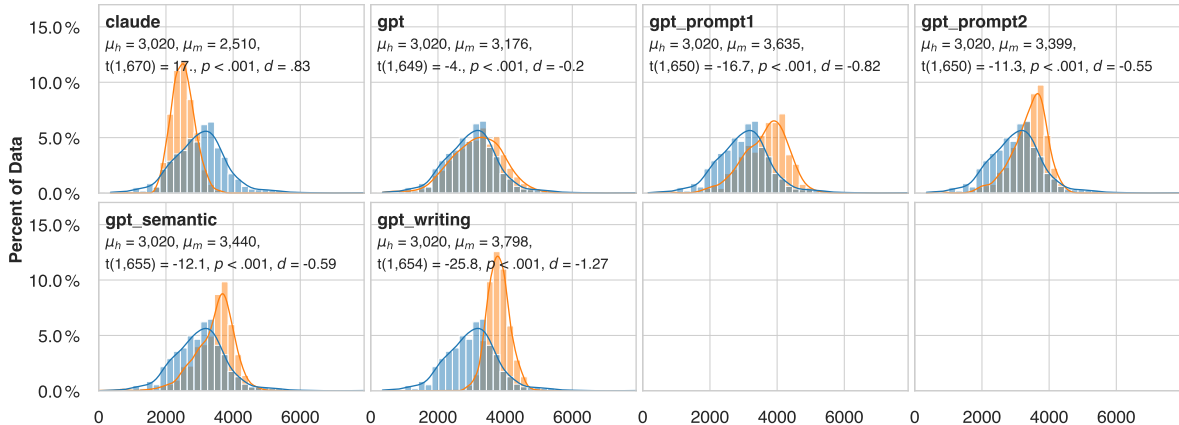 15.0 %
10.0 %
5.0 %
0.0 %
claude
μh = 3,020, μm = 2,510,
t(1,670) = 17., p < .001, d = .83
gpt
μh = 3,020, μm = 3,176,
t(1,649) = -4., p < .001, d = -0.2
gpt_prompt1
μh = 3,020, μm = 3,635,
t(1,650) = -16.7, p < .001, d = -0.82
gpt_prompt2
μh = 3,020, μm = 3,399,
t(1,650) = -11.3, p < .001, d = -0.55
Percent of Data
15.0 %
10.0 %
5.0 %
0.0 %
gpt_semantic
μh = 3,020, μm = 3,440,
t(1,655) = -12.1, p < .001, d = -0.59
gpt_writing
μh = 3,020, μm = 3,798,
t(1,654) = -25.8, p < .001, d = -1.27
0 2000 4000 6000
0 2000 4000 6000
0 2000 4000 6000
0 2000 4000 6000